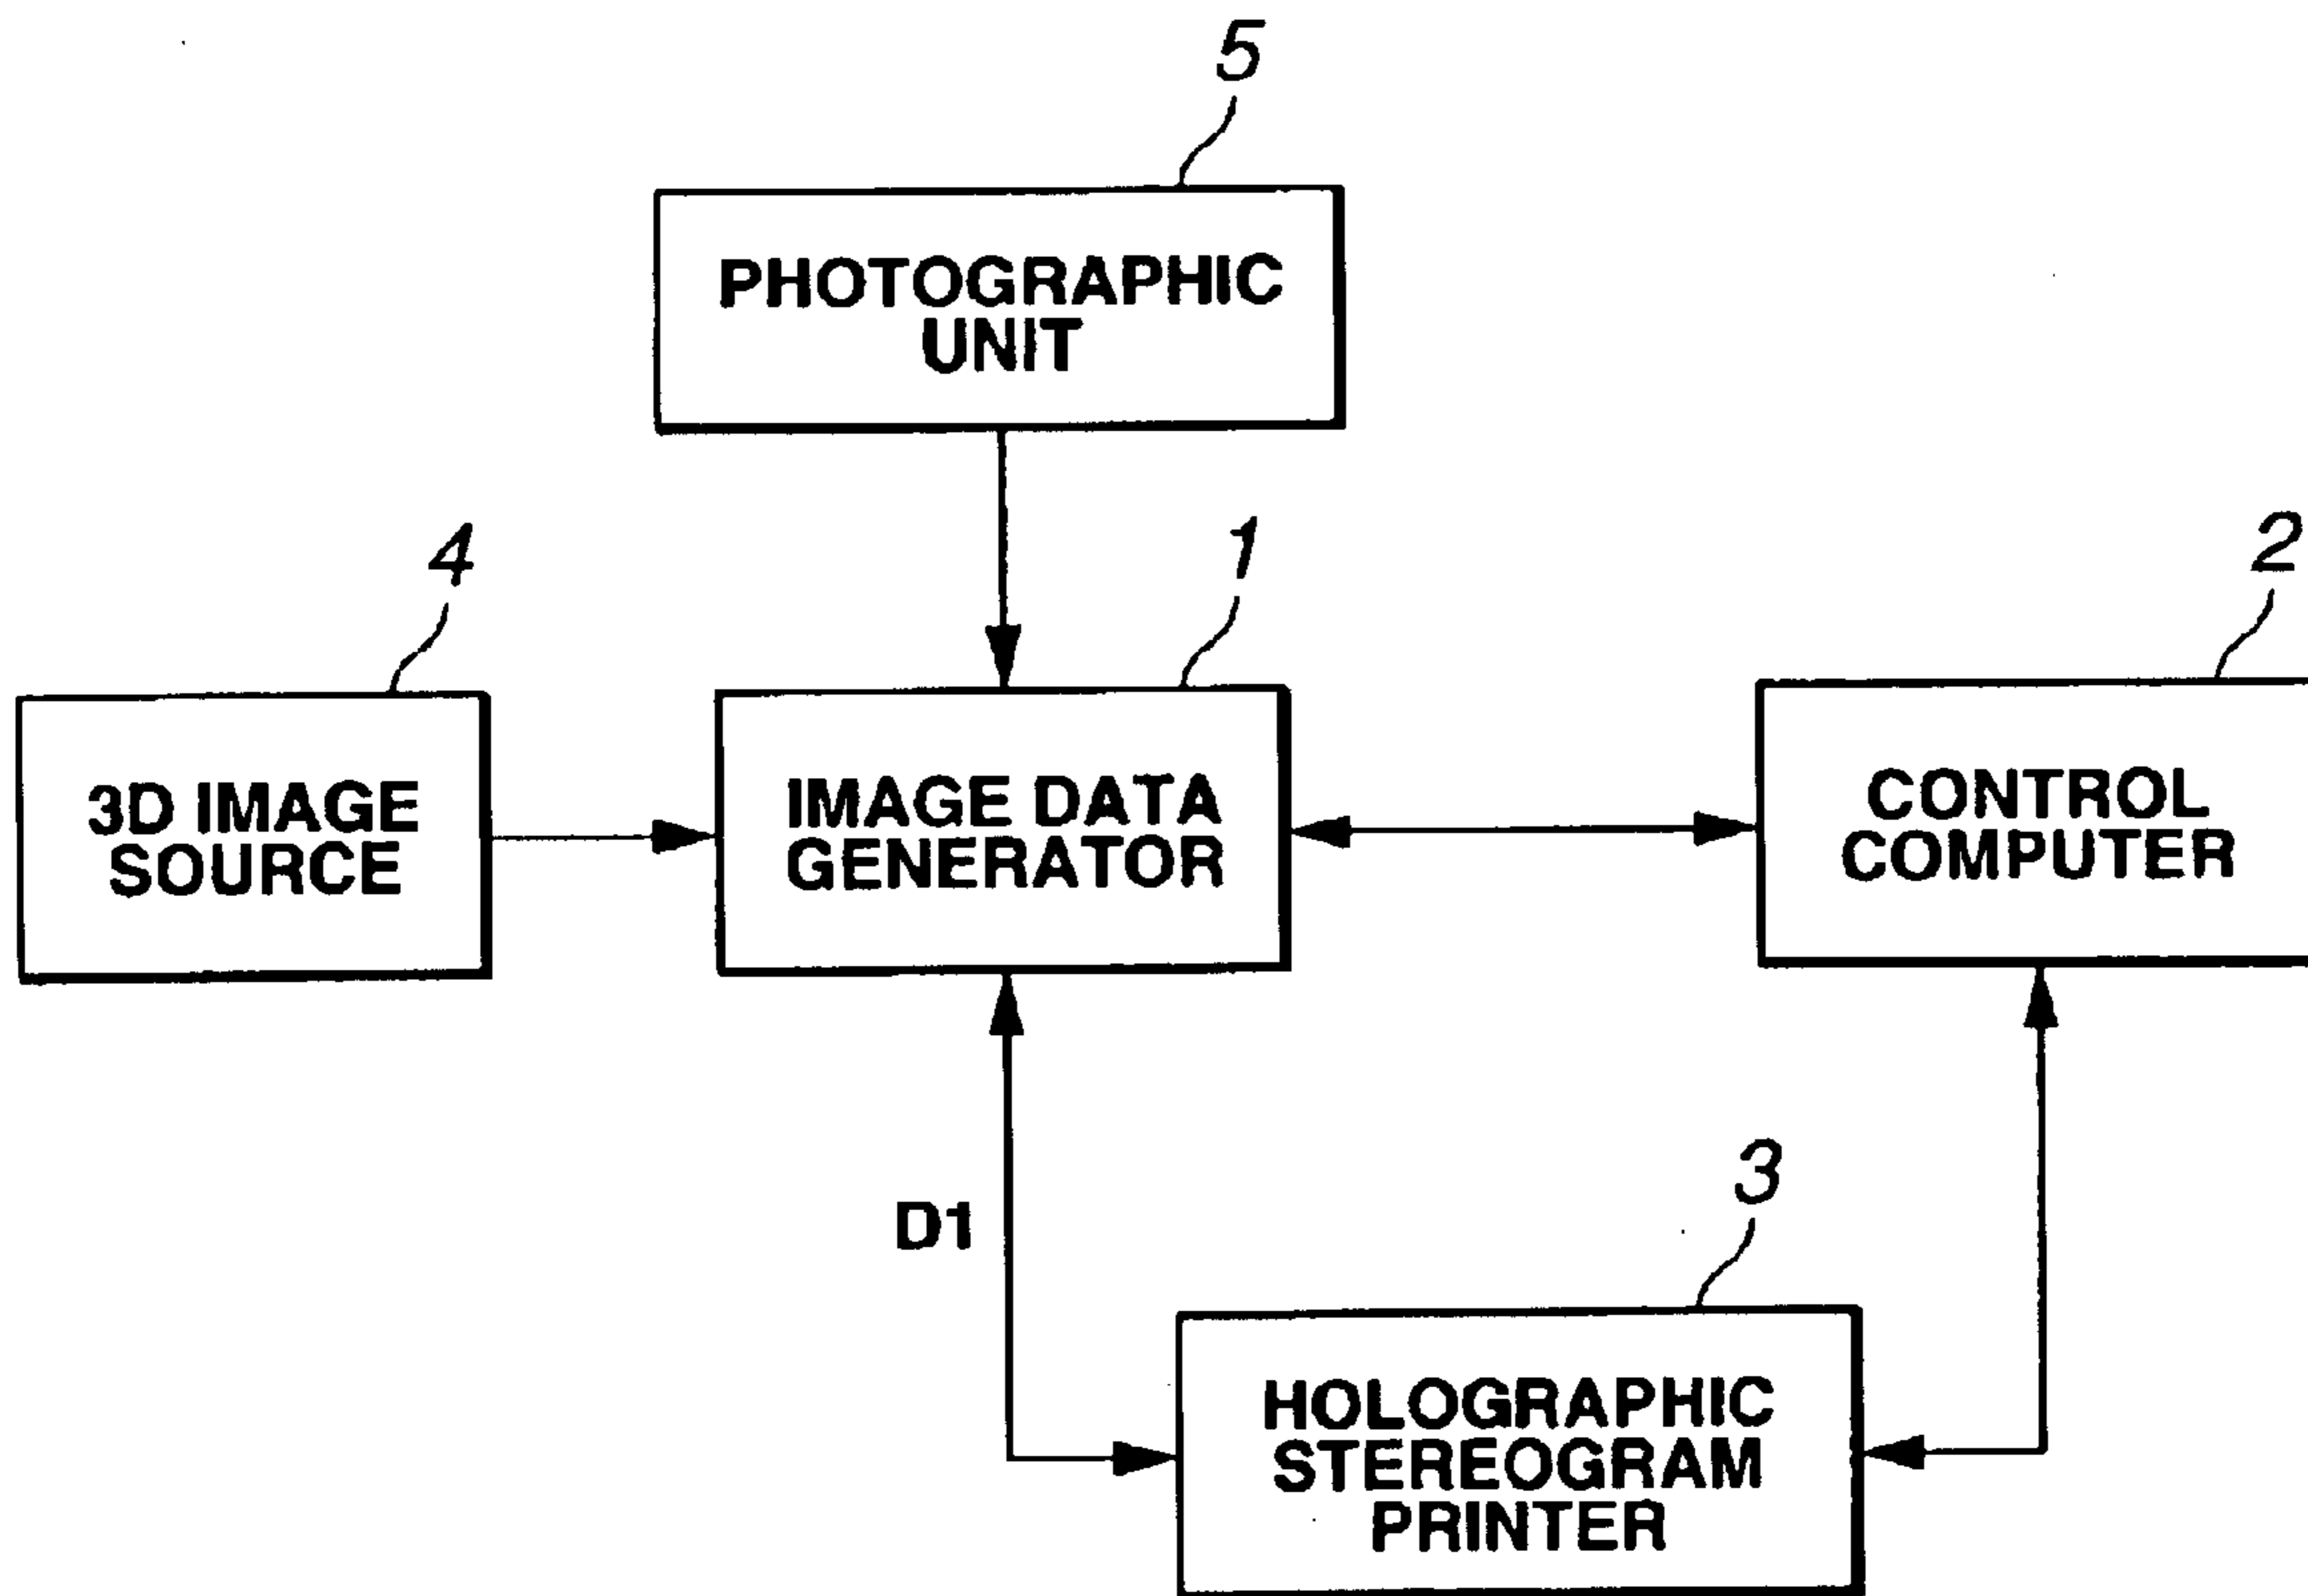 5
PHOTOGRAPHIC
UNIT
4
1
2
3D IMAGE
SOURCE
IMAGE DATA
GENERATOR
CONTROL
COMPUTER
D1
3
HOLOGRAPHIC
STEREOGRAM
PRINTER